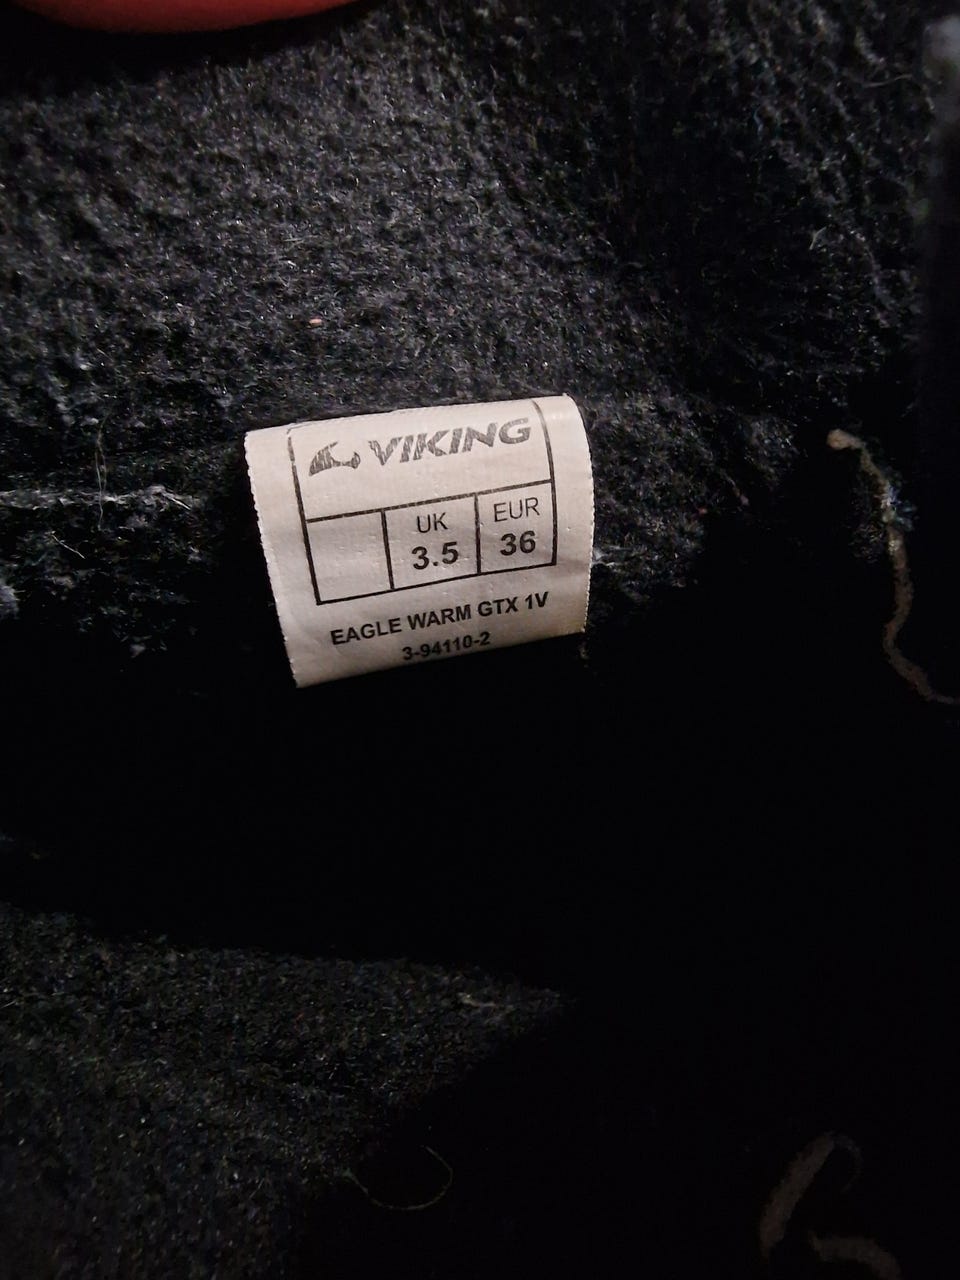 VIKING
UK EUR
3.5 36
EAGLE WARM GTX 1V
3-94110-2